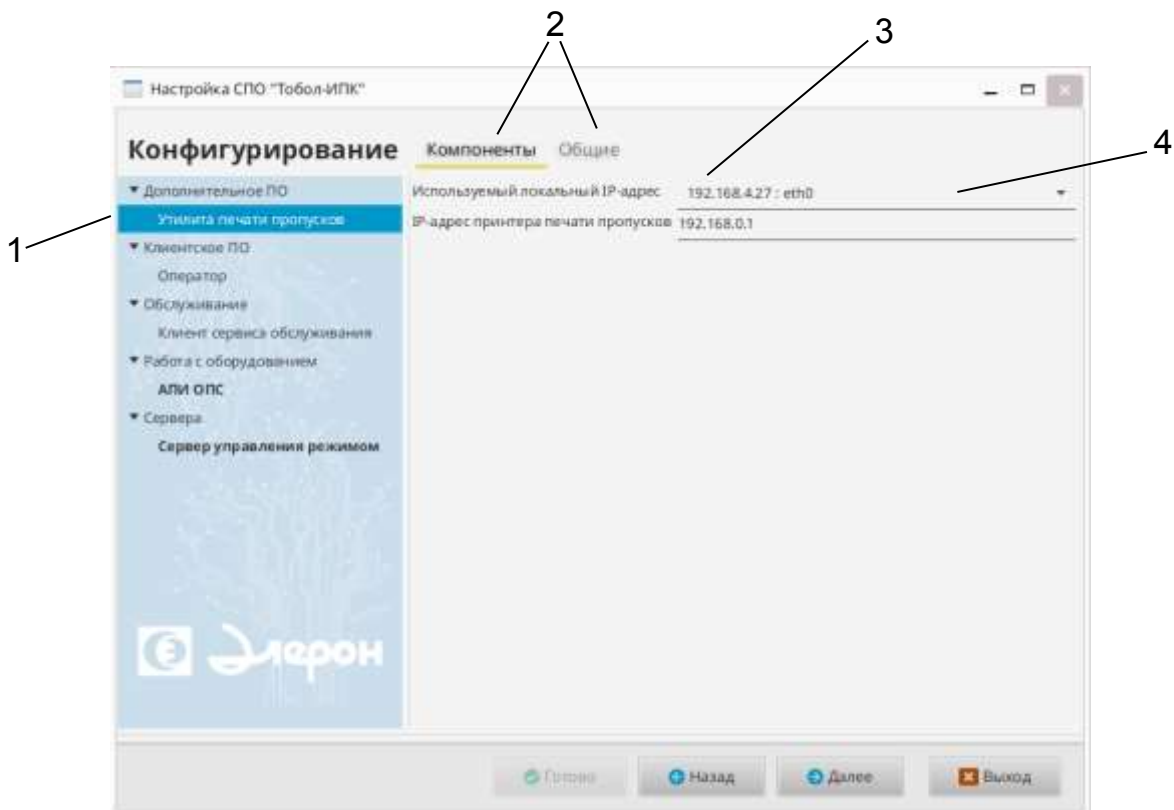 2
3
Настройка СПО "Тобол-ИПК"
Конфигурирование
Компоненты Общие
4
Дополнительное ПО
Используемый локальный IP-адрес 192.168.4.27 : eth0
1
Утилита печати пропусков
IP-адрес принтера печати пропусков 192.168.0.1
Клиентское ПО
Оператор
Обслуживание
Клиент сервиса обслуживания
Работа с оборудованием
АПИ ОПС
Сервера
Сервер управления режимом
Элерон
Готово Назад Далее Выход